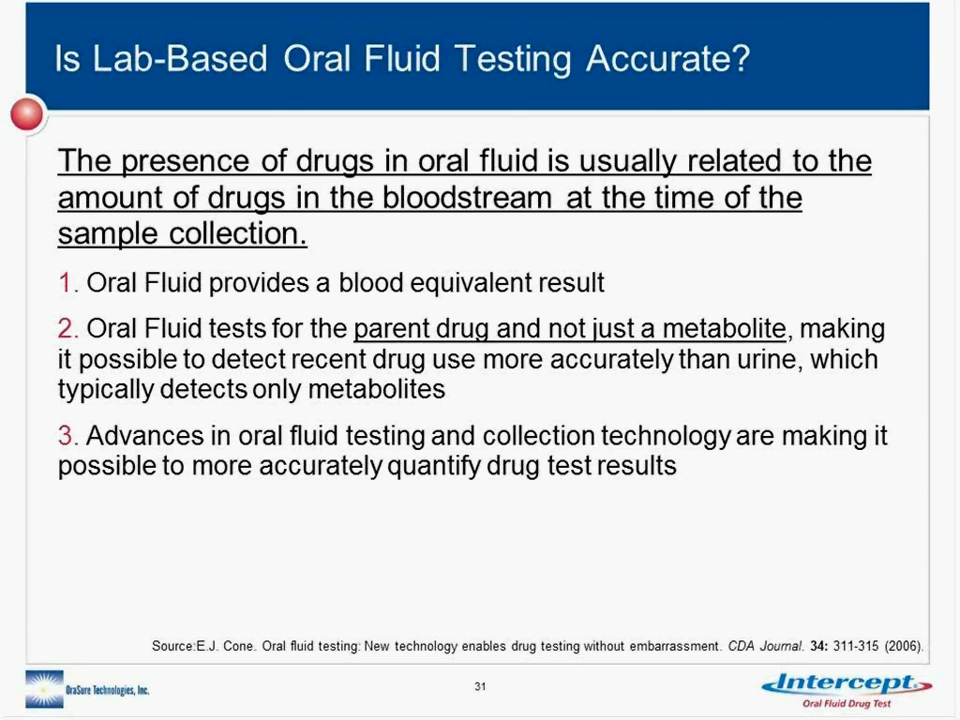 Is Lab-Based Oral Fluid Testing Accurate?
The presence of drugs in oral fluid is usually related to the
amount of drugs in the bloodstream at the time of the
sample collection.
1. Oral Fluid provides a blood equivalent result
2. Oral Fluid tests for the parent drug and not just a metabolite, making
it possible to detect recent drug use more accurately than urine, which
typically detects only metabolites
3. Advances in oral fluid testing and collection technology are making it
possible to more accurately quantify drug test results
Source:E.J. Cone. Oral fluid testing: New technology enables drug testing without embarrassment. CDA Journal. 34: 311-315 (2006).
OraSure Technologies, Inc.
31
Intercept
Oral Fluid Drug Test